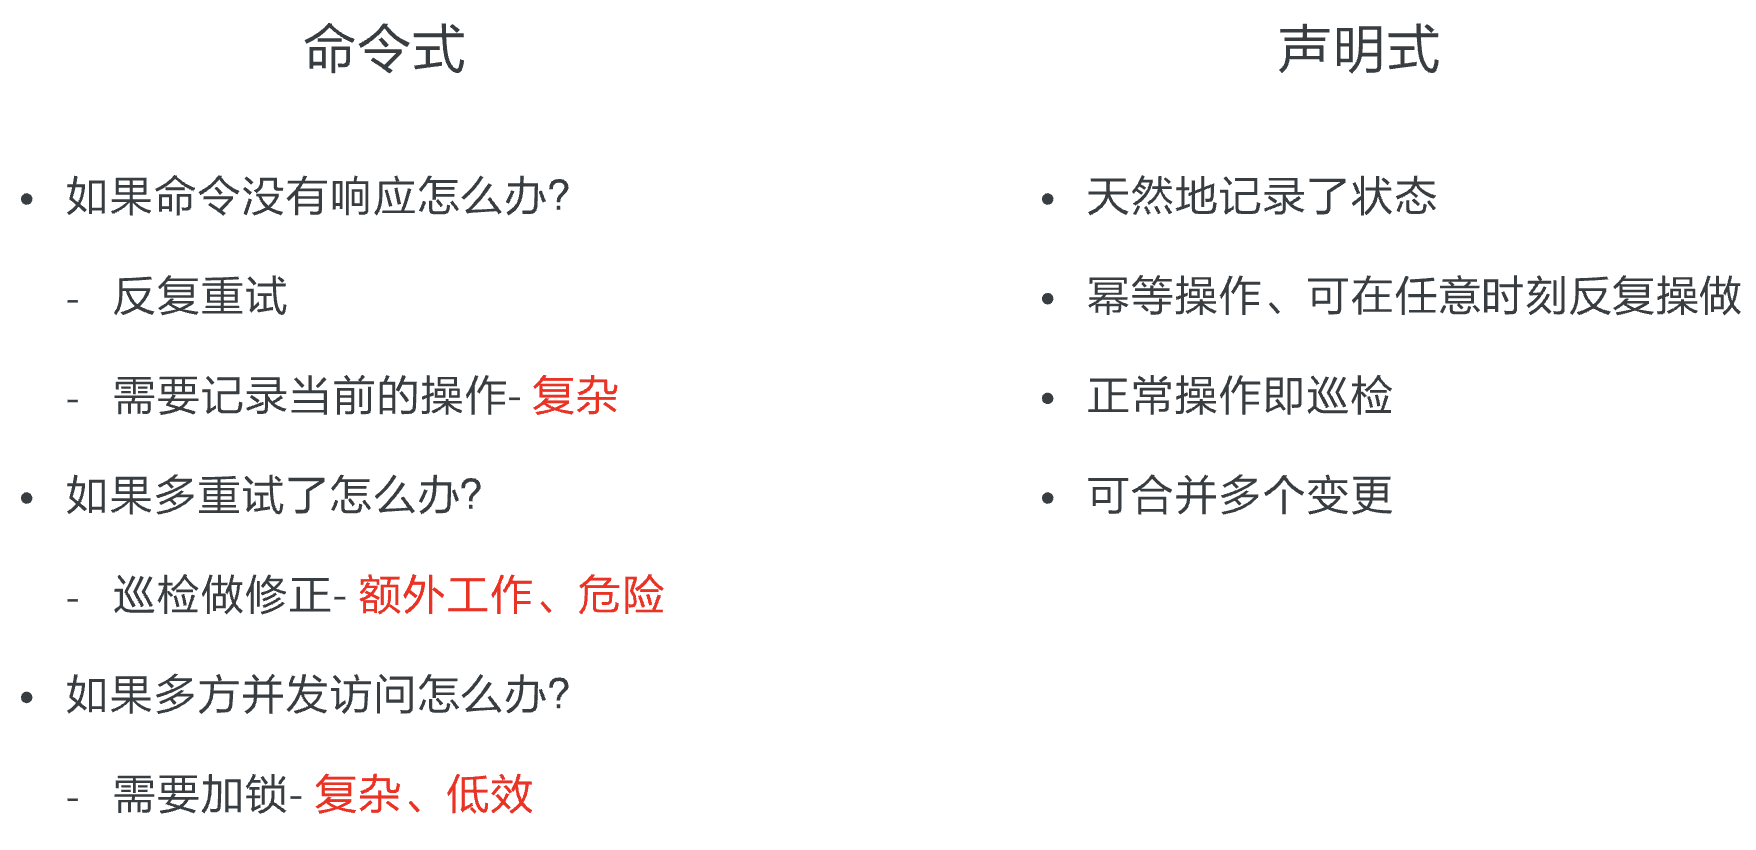 命令式
• 如果命令没有响应怎么办?
- 反复重试
- 需要记录当前的操作- 复杂
• 如果多重试了怎么办?
- 巡检做修正- 额外工作、危险
• 如果多方并发访问怎么办?
- 需要加锁- 复杂、低效
声明式
• 天然地记录了状态
• 幂等操作、可在任意时刻反复操做
• 正常操作即巡检
• 可合并多个变更